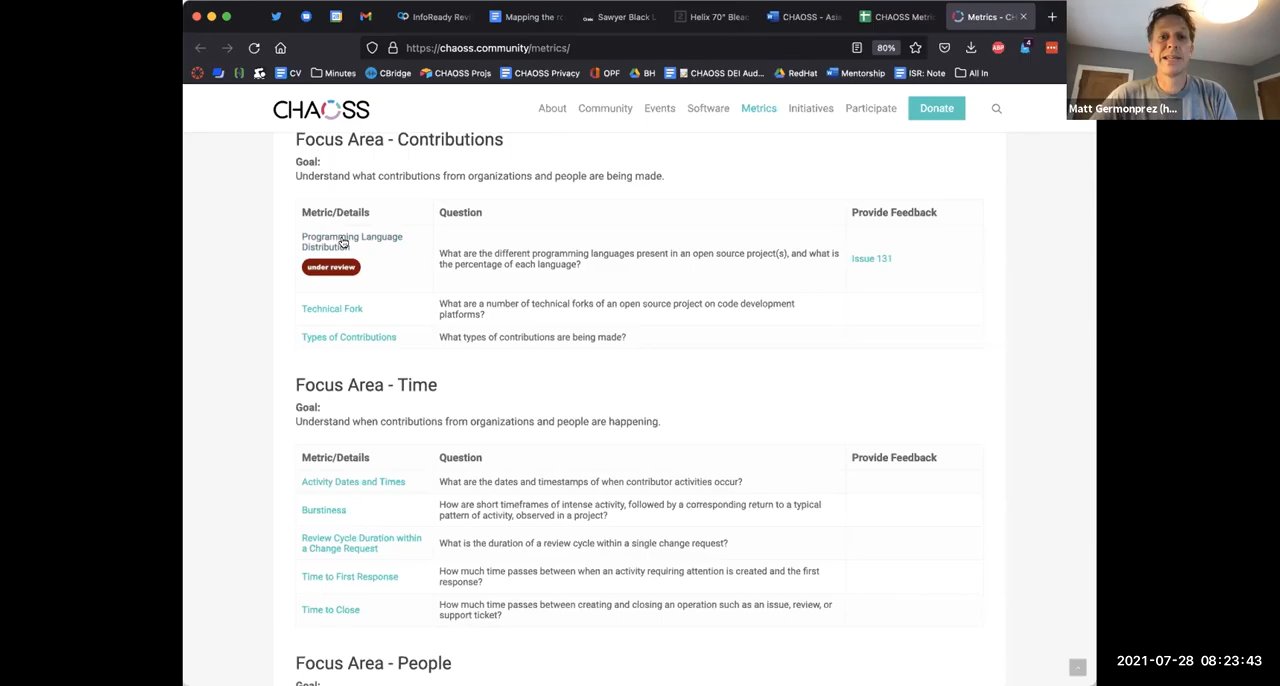 InfoReady Rev
Mapping the ro
Sawyer Black L
Helix 70° Blea
CHAOSS - Asia
CHAOSS Metri
Metrics - CH
https://chaoss.community/metrics/
80%
ABP
4
CV
Minutes
CBridge
CHAOSS Projs
CHAOSS Privacy
OPF
BH
CHAOSS DEI Aud...
RedHat
Mentorship
ISR: Note
All In
Matt Germonprez (h...
CHAOSS
About
Community
Events
Software
Metrics
Initiatives
Participate
Donate
Focus Area - Contributions
Goal:
Understand what contributions from organizations and people are being made.
Metric/Details
Question
Provide Feedback
Programming Language
Distribution
under review
What are the different programming languages present in an open source project(s), and what is
the percentage of each language?
Issue 131
Technical Fork
What are a number of technical forks of an open source project on code development
platforms?
Types of Contributions
What types of contributions are being made?
Focus Area - Time
Goal:
Understand when contributions from organizations and people are happening.
Metric/Details
Question
Provide Feedback
Activity Dates and Times
What are the dates and timestamps of when contributor activities occur?
Burstiness
How are short timeframes of intense activity, followed by a corresponding return to a typical
pattern of activity, observed in a project?
Review Cycle Duration within
a Change Request
What is the duration of a review cycle within a single change request?
Time to First Response
How much time passes between when an activity requiring attention is created and the first
response?
Time to Close
How much time passes between creating and closing an operation such as an issue, review, or
support ticket?
Focus Area - People
Goal:
2021-07-28 08:23:43